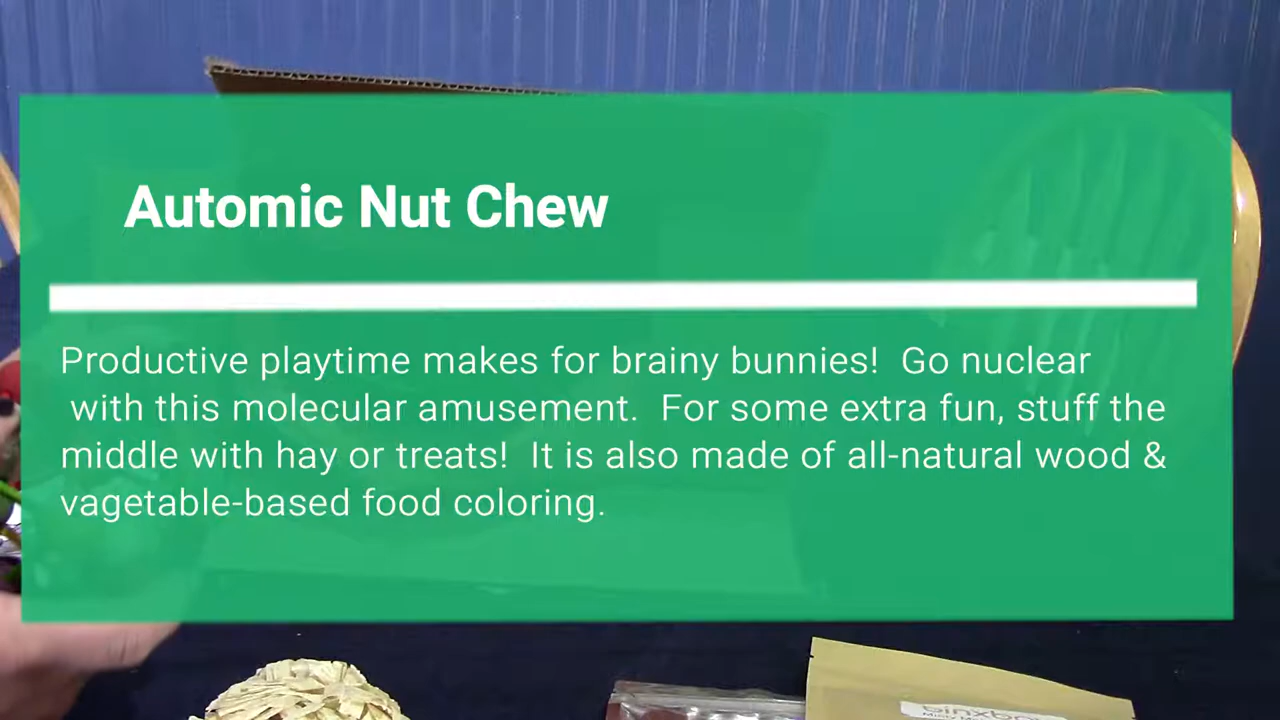 Automic Nut Chew
Productive playtime makes for brainy bunnies! Go nuclear
with this molecular amusement. For some extra fun, stuff the
middle with hay or treats! It is also made of all-natural wood &
vagetable-based food coloring.